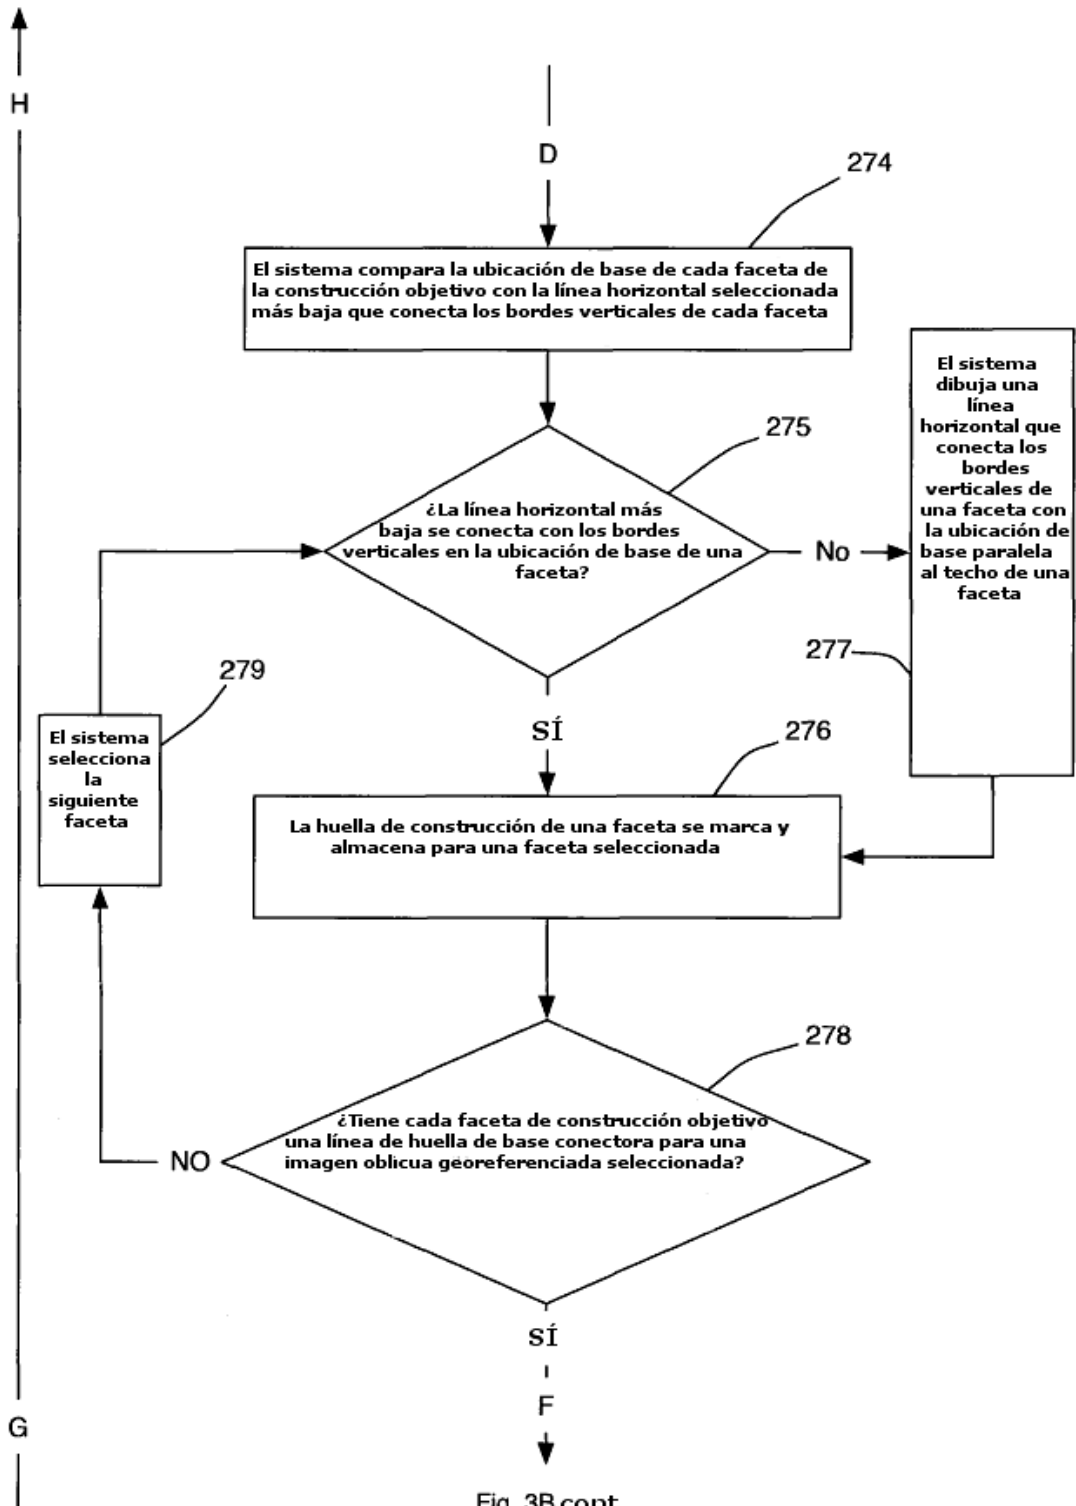 H
D
274
El sistema compara la ubicación de base de cada faceta de
la construcción objetivo con la línea horizontal seleccionada
más baja que conecta los bordes verticales de cada faceta
El sistema
dibuja una
línea
horizontal que
conecta los
bordes
verticales de
una faceta con
la ubicación de
base paralela
al techo de una
faceta
275
¿La línea horizontal más
baja se conecta con los bordes
verticales en la ubicación de base de una
faceta?
No
277
279
El sistema
selecciona
la
siguiente
faceta
SÍ
276
La huella de construcción de una faceta se marca y
almacena para una faceta seleccionada
278
¿Tiene cada faceta de construcción objetivo
una línea de huella de base conectora para una
imagen oblicua georeferenciada seleccionada?
NO
SÍ
F
G
Fig. 3B cont